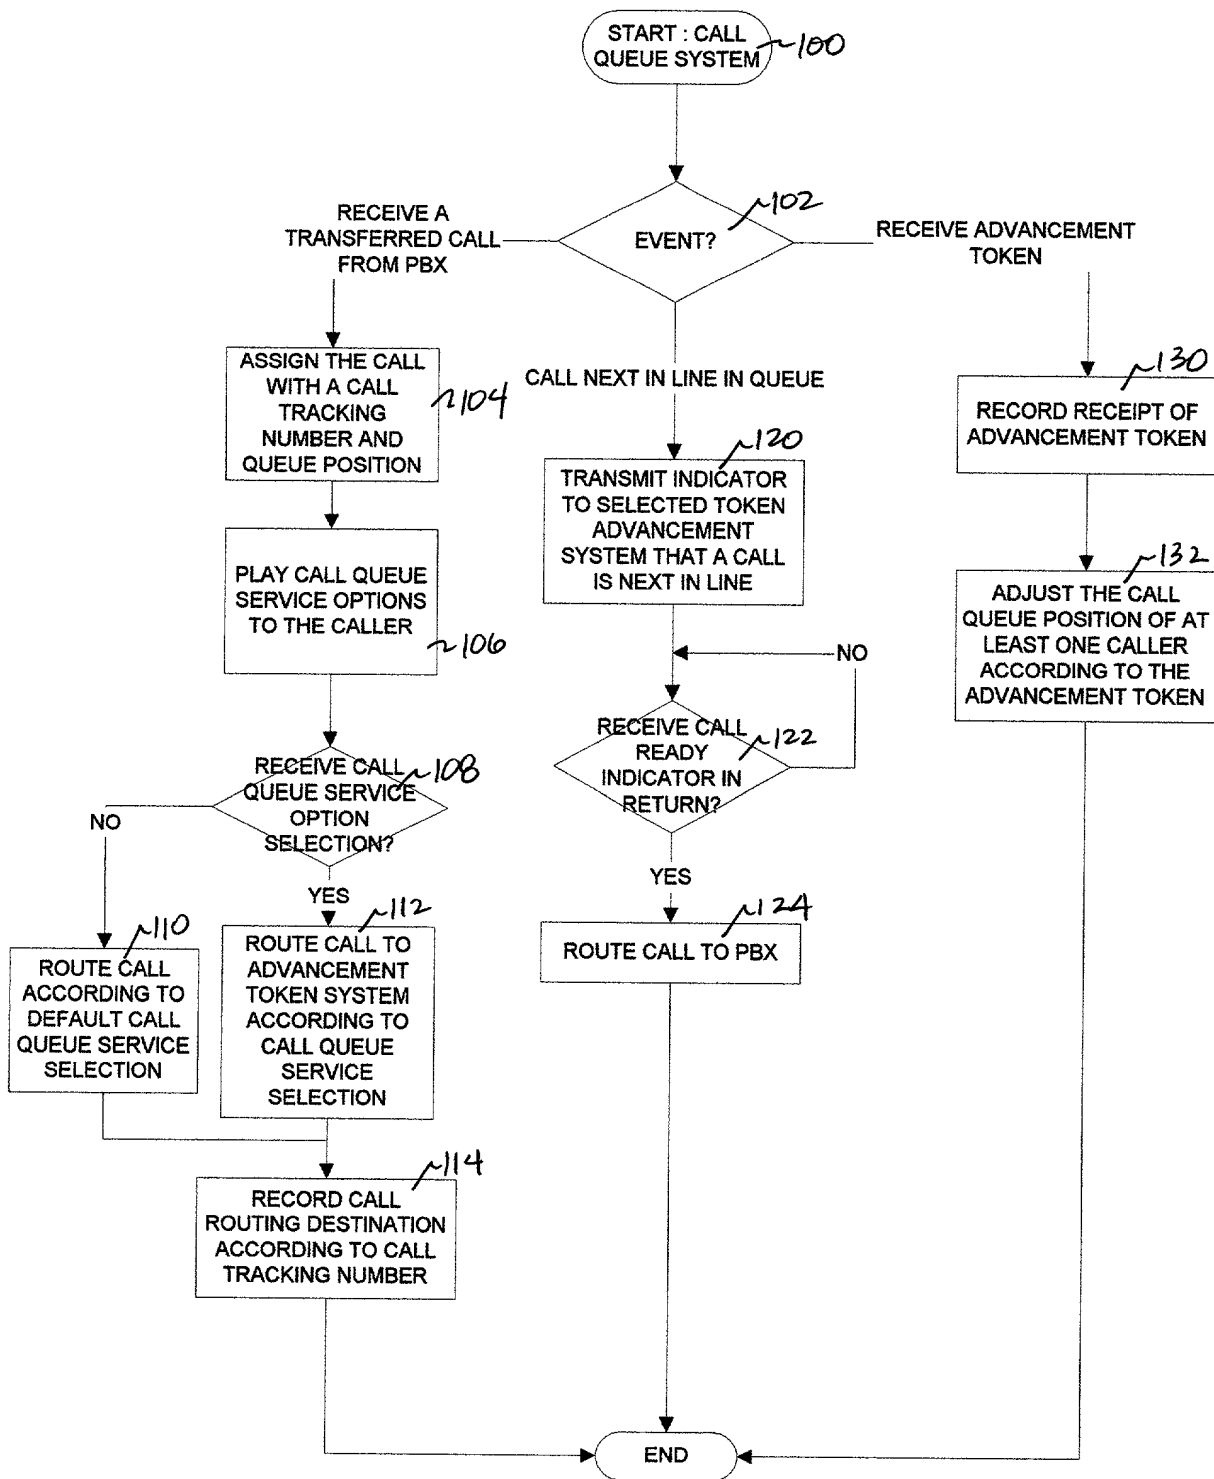 START : CALL
QUEUE SYSTEM
100
102
EVENT?
RECEIVE A
TRANSFERRED CALL
FROM PBX
RECEIVE ADVANCEMENT
TOKEN
CALL NEXT IN LINE IN QUEUE
ASSIGN THE CALL
WITH A CALL
TRACKING
NUMBER AND
QUEUE POSITION
104
PLAY CALL QUEUE
SERVICE OPTIONS
TO THE CALLER
106
RECEIVE CALL
QUEUE SERVICE
OPTION
SELECTION?
108
NO
YES
110
ROUTE CALL
ACCORDING TO
DEFAULT CALL
QUEUE SERVICE
SELECTION
112
ROUTE CALL TO
ADVANCEMENT
TOKEN SYSTEM
ACCORDING TO
CALL QUEUE
SERVICE
SELECTION
114
RECORD CALL
ROUTING DESTINATION
ACCORDING TO CALL
TRACKING NUMBER
120
TRANSMIT INDICATOR
TO SELECTED TOKEN
ADVANCEMENT
SYSTEM THAT A CALL
IS NEXT IN LINE
NO
RECEIVE CALL
READY
INDICATOR IN
RETURN?
122
YES
124
ROUTE CALL TO PBX
130
RECORD RECEIPT OF
ADVANCEMENT TOKEN
132
ADJUST THE CALL
QUEUE POSITION OF AT
LEAST ONE CALLER
ACCORDING TO THE
ADVANCEMENT TOKEN
END